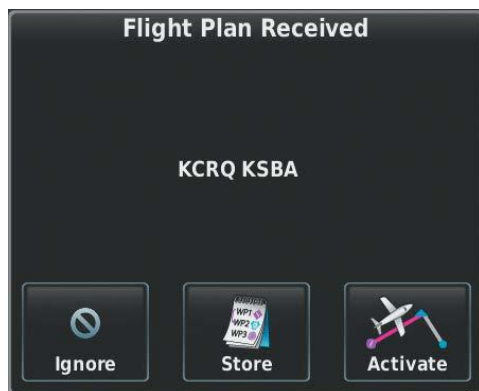 Flight Plan Received
KCRQ KSBA
WP1
WP2
WP3
Ignore
Store
Activate